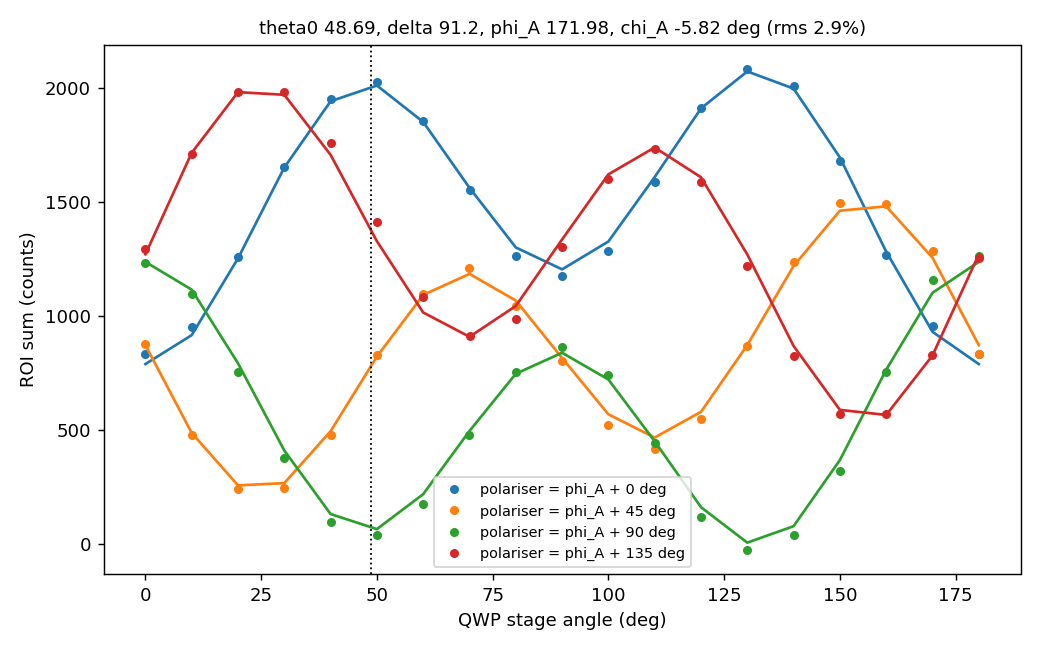 theta0 48.69, delta 91.2, phi_A 171.98, chi_A -5.82 deg (rms 2.9%)
ROI sum (counts)
2000
1500
1000
500
0
polariser = phi_A + 0 deg
polariser = phi_A + 45 deg
polariser = phi_A + 90 deg
polariser = phi_A + 135 deg
0 25 50 75 100 125 150 175
QWP stage angle (deg)